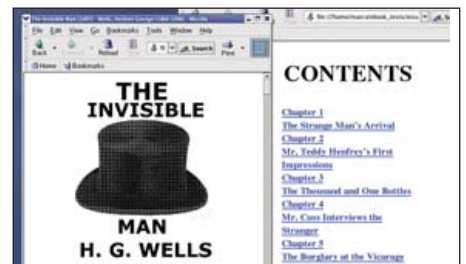 The Invisible Man (1897) - Wells, Herbert George (1866-1946) - Mozilla
File Edit View Go Bookmarks Tools Window Help
Back
Reload
Search
Print
Home Bookmarks
THE
INVISIBLE
MAN
H. G. WELLS
CONTENTS
Chapter 1
The Strange Man's Arrival
Chapter 2
Mr. Teddy Henfrey's First
Impressions
Chapter 3
The Thousand and One Bottles
Chapter 4
Mr. Cuss Interviews the
Stranger
Chapter 5
The Burglary at the Vicarage